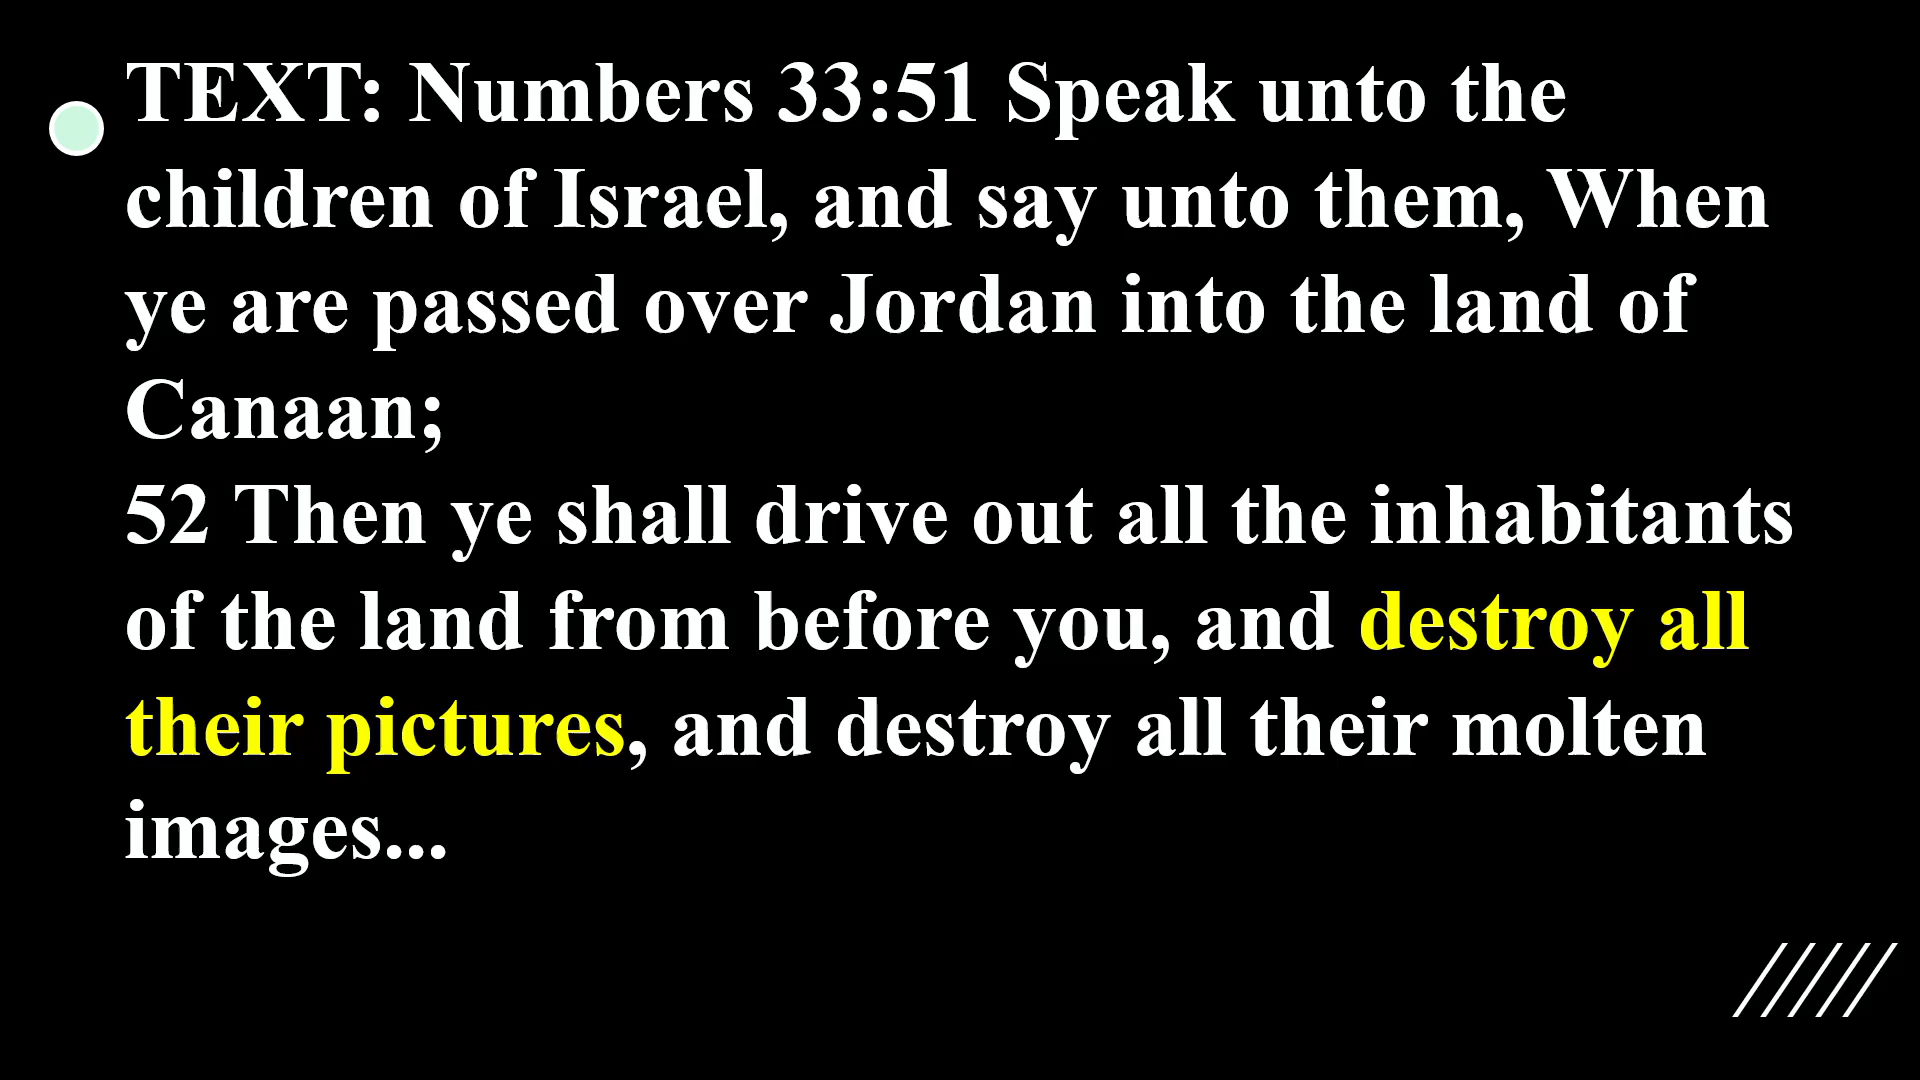 TEXT: Numbers 33:51 Speak unto the
children of Israel, and say unto them, When
ye are passed over Jordan into the land of
Canaan;
52 Then ye shall drive out all the inhabitants
of the land from before you, and destroy all
their pictures, and destroy all their molten
images...